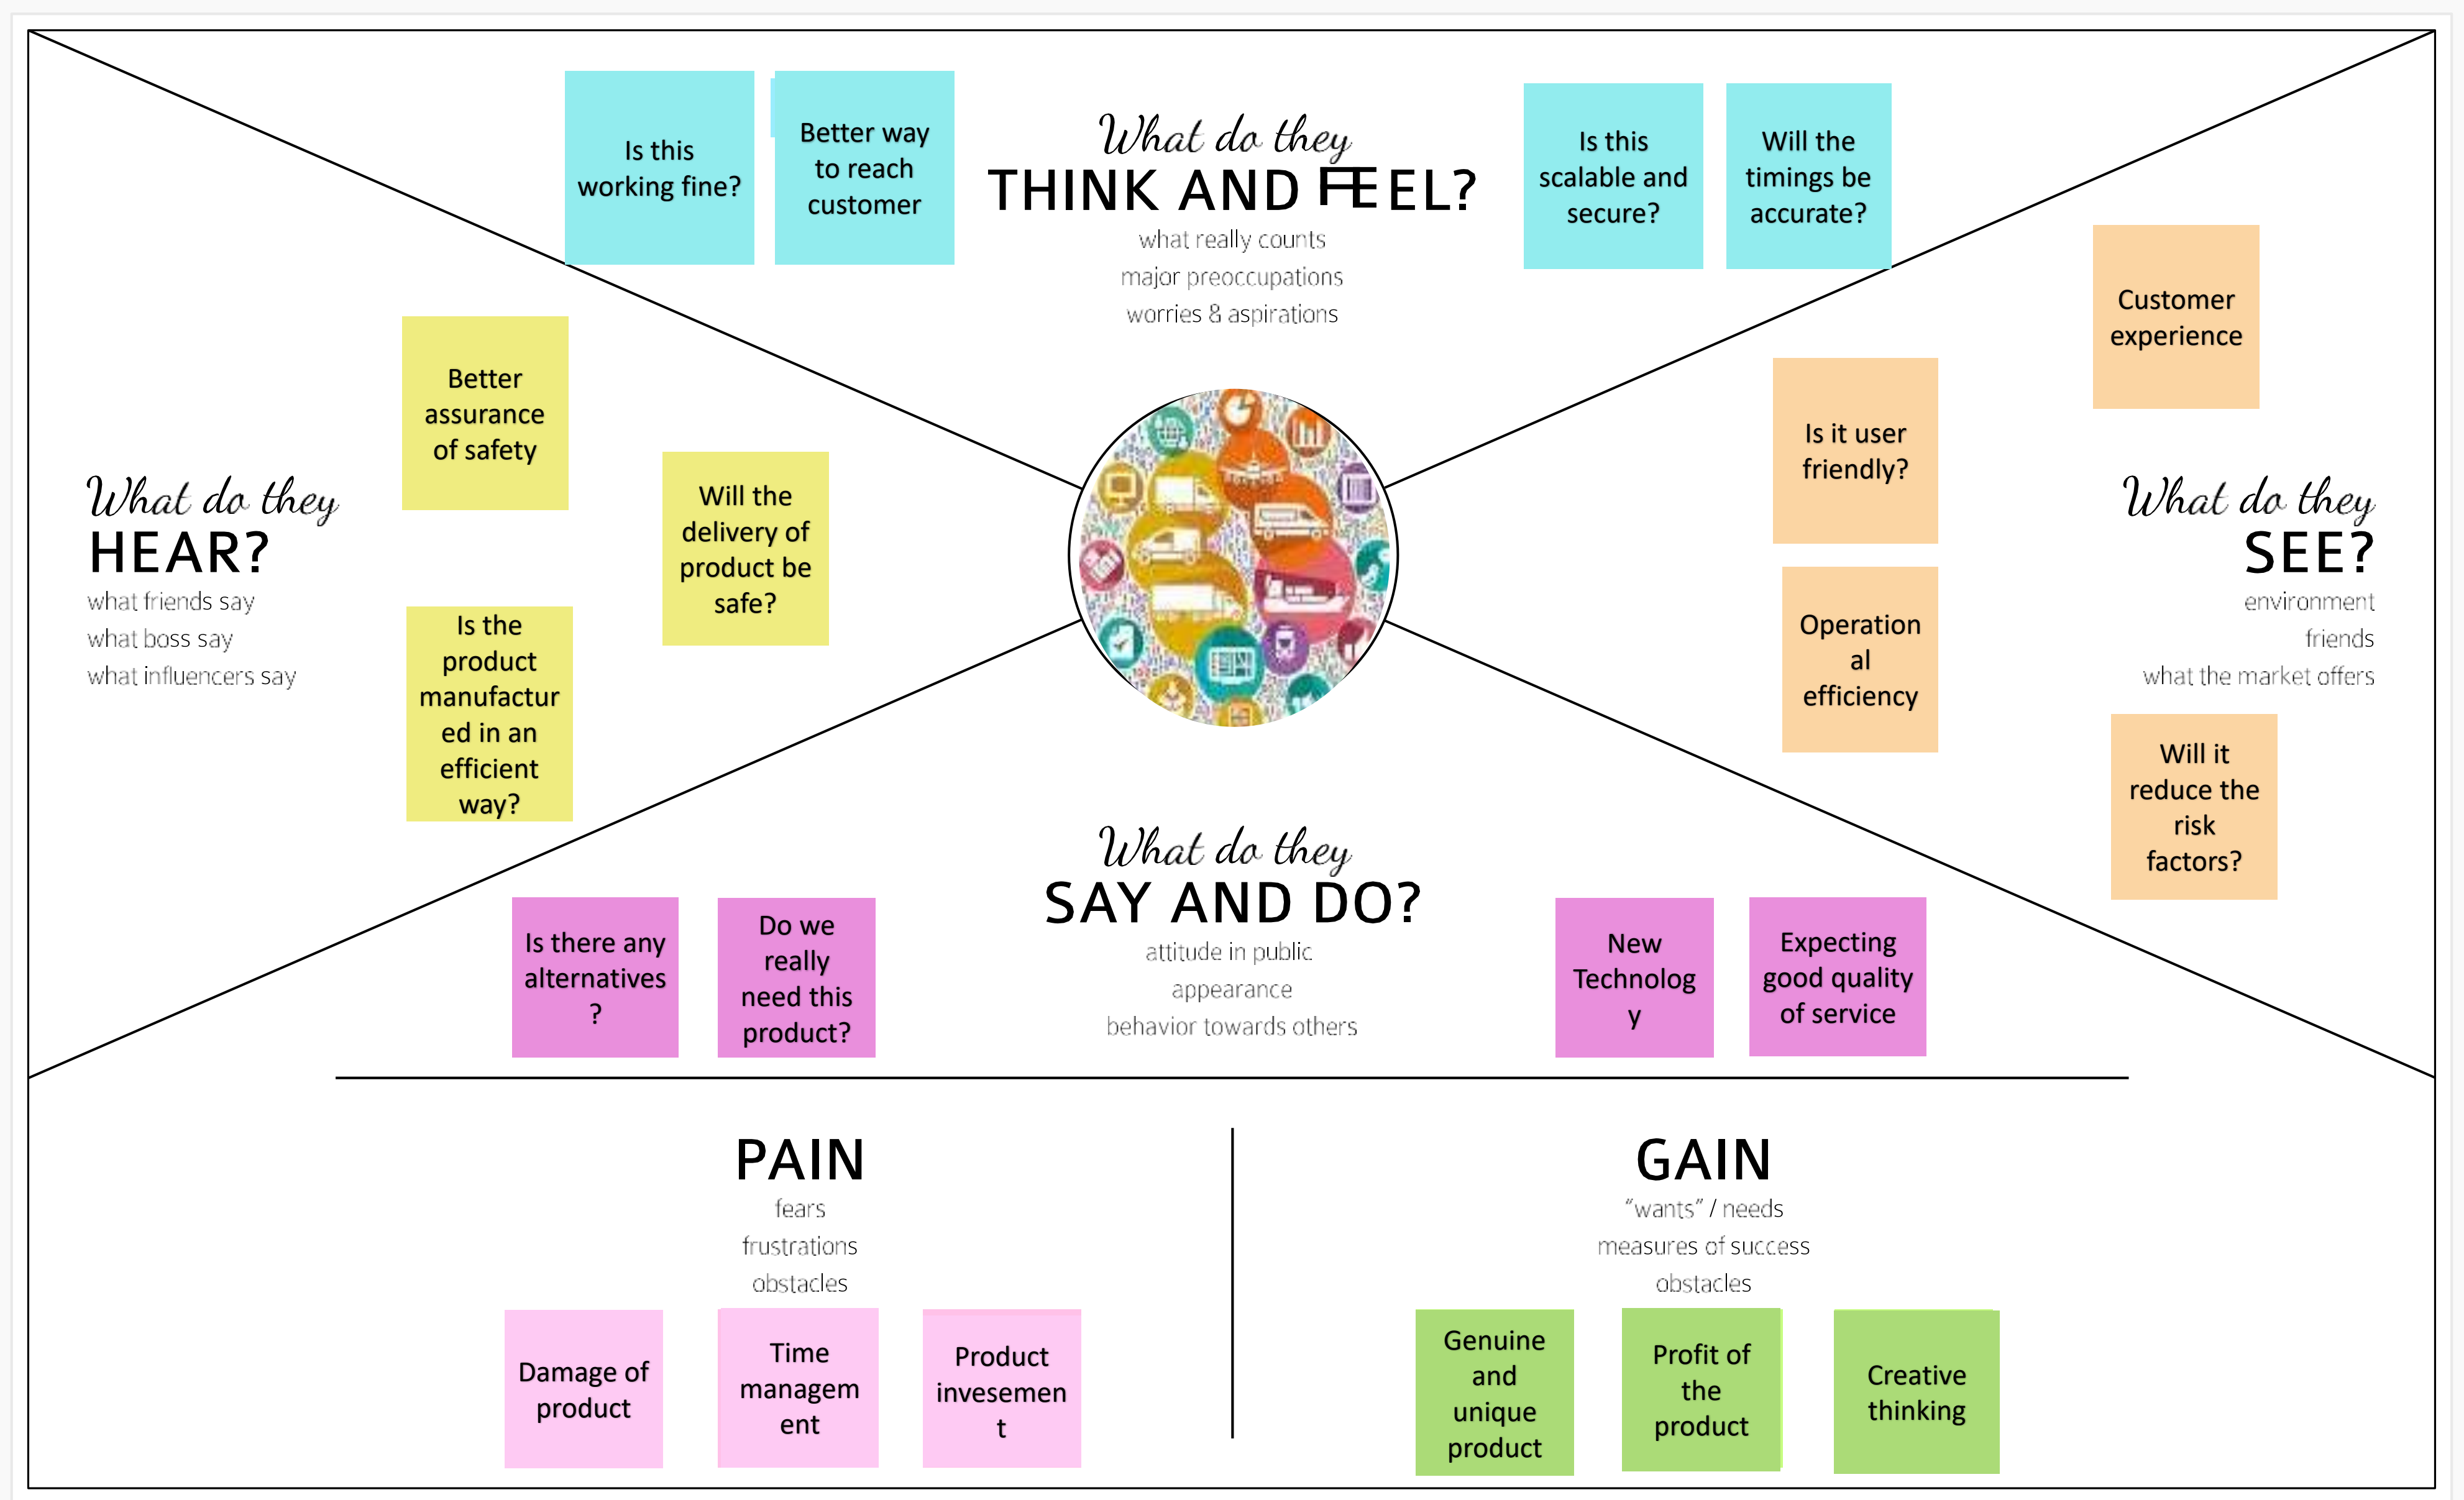 Is this
working fine?
Better way
to reach
customer
What do they
THINK AND FEEL?
what really counts
major preoccupations
worries & aspirations
Is this
scalable and
secure?
Will the
timings be
accurate?
Customer
experience
Is it user
friendly?
Operation
al
efficiency
What do they
SEE?
environment
friends
what the market offers
Will it
reduce the
risk
factors?
Better
assurance
of safety
Will the
delivery of
product be
safe?
What do they
HEAR?
what friends say
what boss say
what influencers say
Is the
product
manufactur
ed in an
efficient
way?
What do they
SAY AND DO?
attitude in public
appearance
behavior towards others
Is there any
alternatives
?
Do we
really
need this
product?
New
Technolog
y
Expecting
good quality
of service
PAIN
fears
frustrations
obstacles
Damage of
product
Time
managem
ent
Product
invesemen
t
GAIN
“wants” / needs
measures of success
obstacles
Genuine
and
unique
product
Profit of
the
product
Creative
thinking